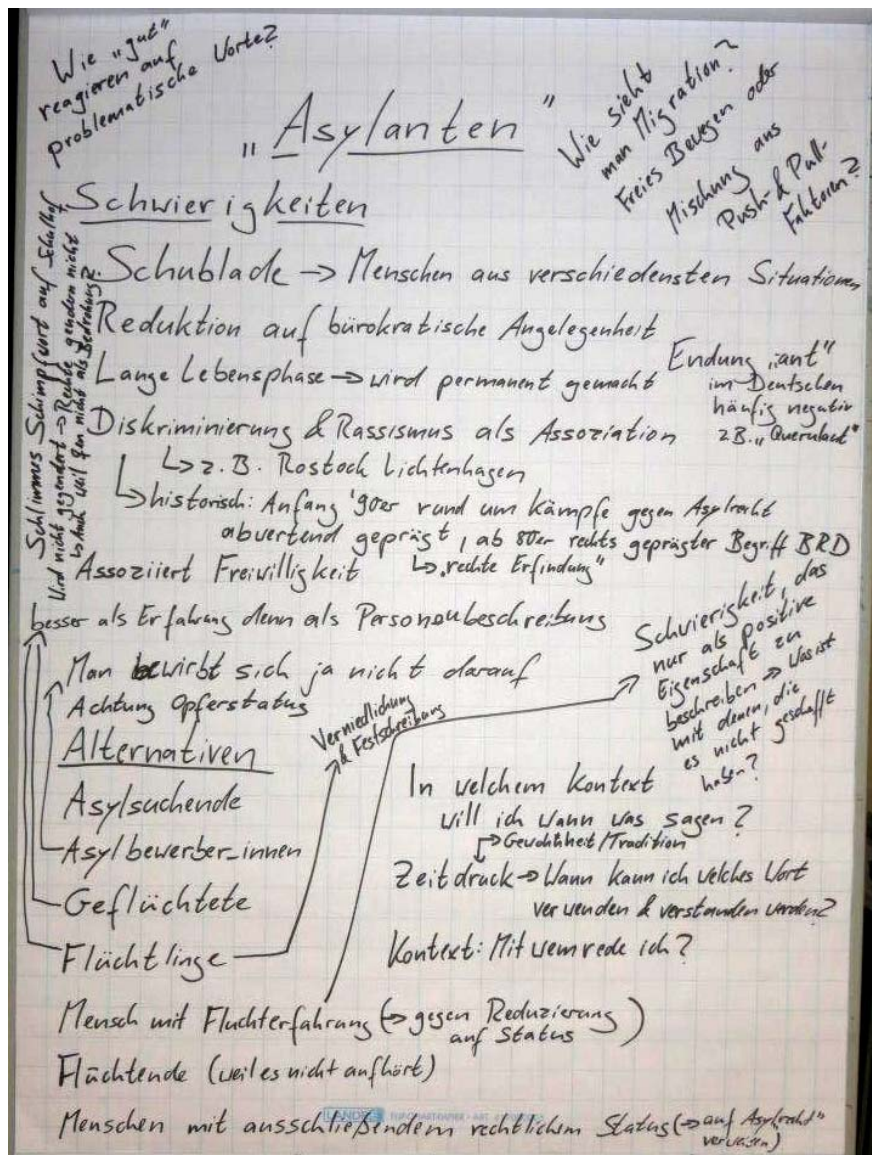 Wie „gut"
reagieren auf
problematische Worte?
„Asylanten"
Wie sieht
man Migration?
Freies Bewegen oder
Mischung aus
Push- & Pull-
Faktoren?
Schwierigkeiten
Schlimmes Schimpfwort auf Schulhof
Wird nicht gegendert → Rechte gendern nicht
↳ Auch weil Frauen nicht als Bedrohung?
Schublade → Menschen aus verschiedensten Situationen
Reduktion auf bürokratische Angelegenheit
Lange Lebensphase → wird permanent gemacht
Endung „ant"
im Deutschen
häufig negativ
z.B. „Querulant"
Diskriminierung & Rassismus als Assoziation
↳ z.B. Rostock Lichtenhagen
↳ historisch: Anfang '90er rund um Kämpfe gegen Asylrecht
abwertend geprägt, ab 80er rechts geprägter Begriff BRD
↳ „rechte Erfindung"
Assoziiert Freiwilligkeit
besser als Erfahrung denn als Personenbeschreibung
Man bewirbt sich ja nicht darauf
Achtung Opferstatus
Verniedlichung
& Festschreibung
Schwierigkeit, das
nur als positive
Eigenschaft zu
beschreiben → Was ist
mit denen, die
es nicht geschafft
haben?
Alternativen
Asylsuchende
Asylbewerber_innen
Geflüchtete
Flüchtlinge
In welchem Kontext
will ich wann was sagen?
↳ Gewohnheit/Tradition
Zeitdruck → Wann kann ich welches Wort
verwenden & verstanden werden?
Kontext: Mit wem rede ich?
Mensch mit Fluchterfahrung (→ gegen Reduzierung
auf Status)
Flüchtende (weil es nicht aufhört)
Menschen mit ausschließendem rechtlichem Status (→ auf „Asylrecht"
verweisen)